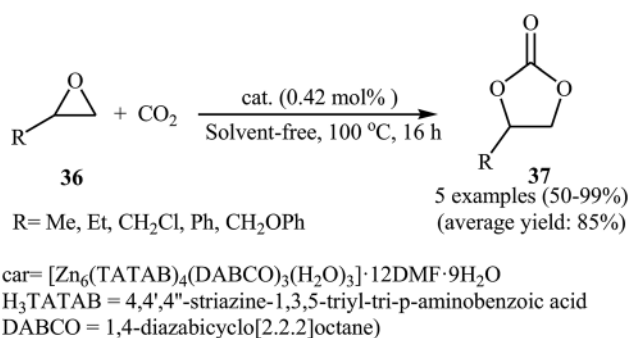 O
O
O
O
R
+ CO2
cat. (0.42 mol% )
Solvent-free, 100 °C, 16 h
R
36
37
5 examples (50-99%)
(average yield: 85%)
R= Me, Et, CH2Cl, Ph, CH2OPh
car= [Zn6(TATAB)4(DABCO)3(H2O)3]·12DMF·9H2O
H3TATAB = 4,4',4"-striazine-1,3,5-triyl-tri-p-aminobenzoic acid
DABCO = 1,4-diazabicyclo[2.2.2]octane)